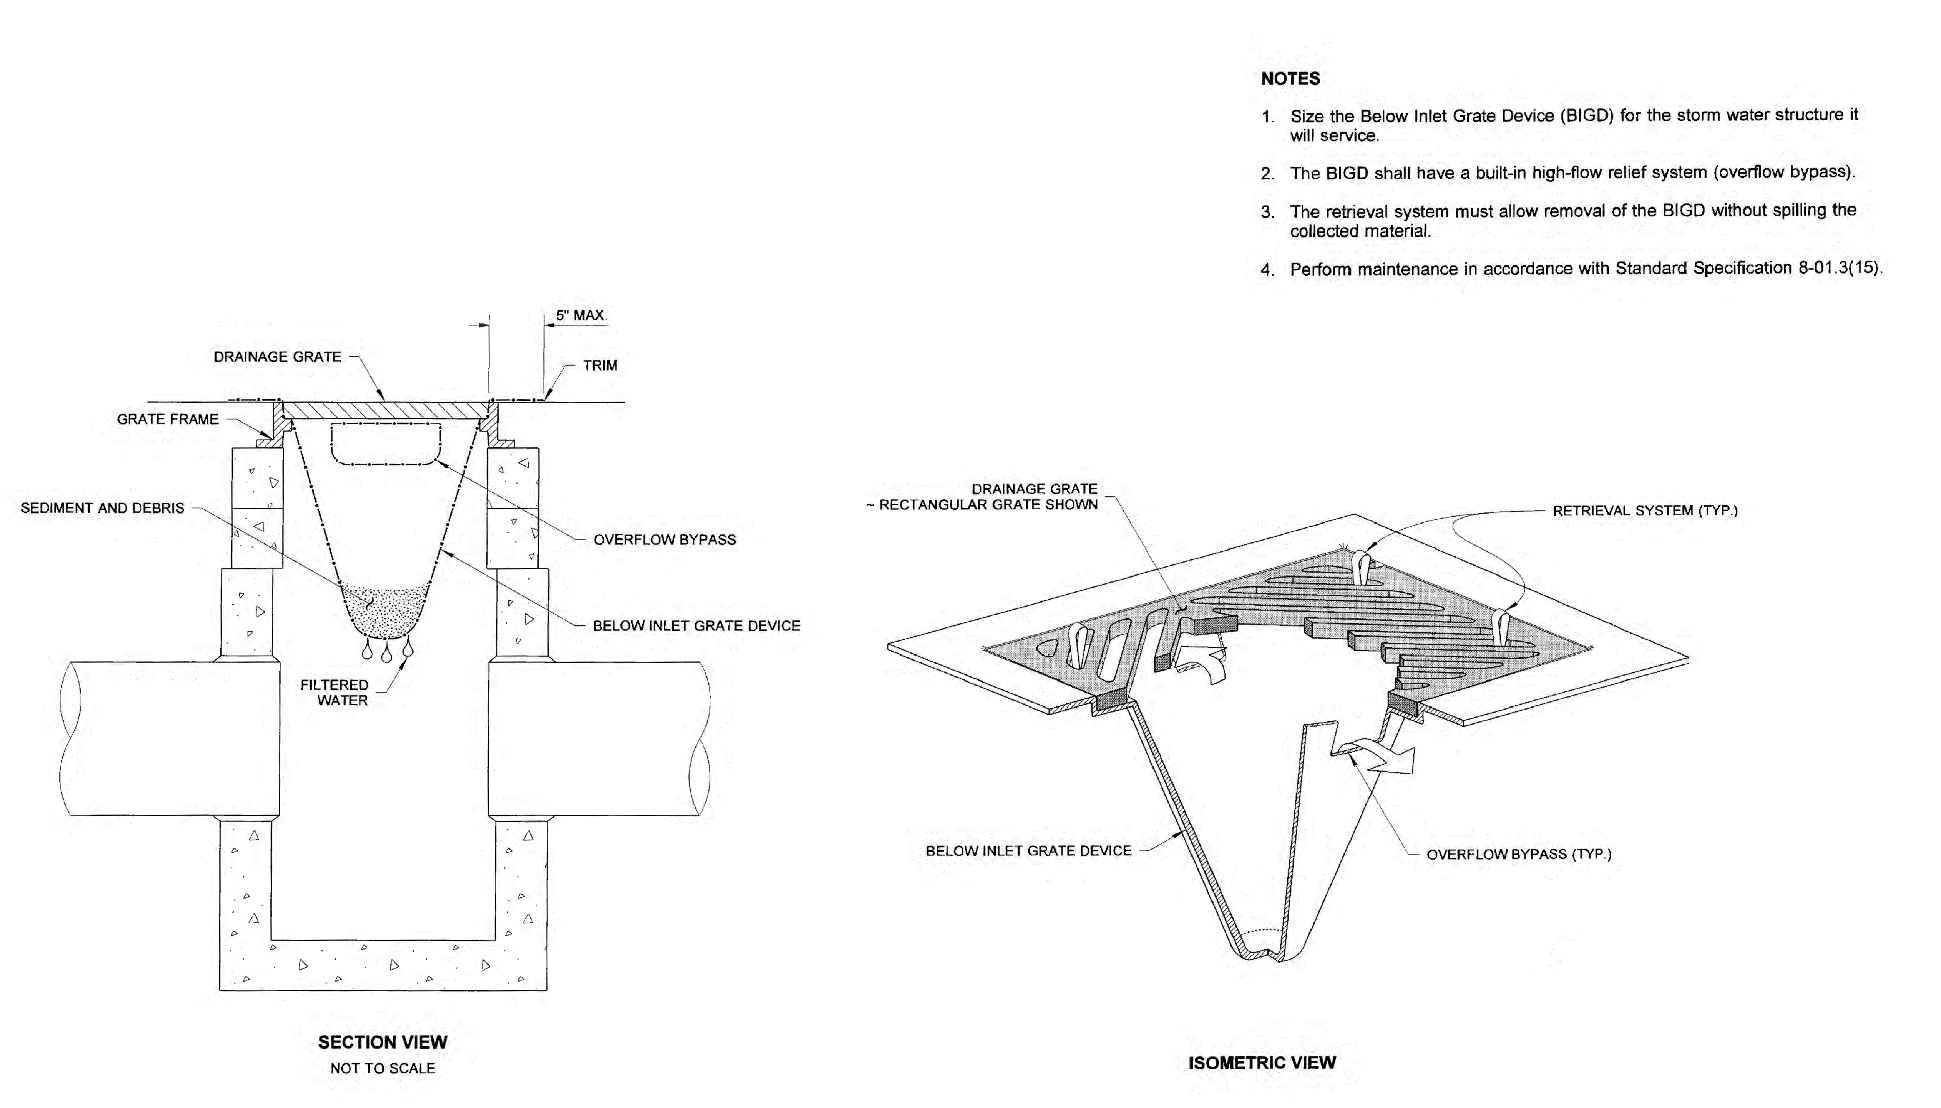 NOTES
1. Size the Below Inlet Grate Device (BIGD) for the storm water structure it
will service.
2. The BIGD shall have a built-in high-flow relief system (overflow bypass).
3. The retrieval system must allow removal of the BIGD without spilling the
collected material.
4. Perform maintenance in accordance with Standard Specification 8-01.3(15).
5" MAX.
DRAINAGE GRATE
TRIM
GRATE FRAME
SEDIMENT AND DEBRIS
OVERFLOW BYPASS
BELOW INLET GRATE DEVICE
FILTERED
WATER
SECTION VIEW
NOT TO SCALE
DRAINAGE GRATE
~ RECTANGULAR GRATE SHOWN
RETRIEVAL SYSTEM (TYP.)
BELOW INLET GRATE DEVICE
OVERFLOW BYPASS (TYP.)
ISOMETRIC VIEW